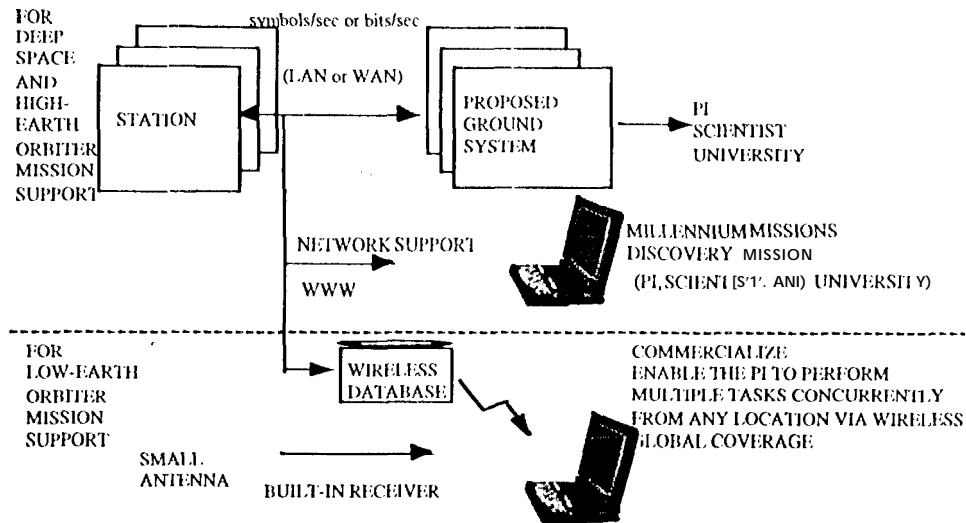 FOR
DEEP
SPACE
AND
HIGH-
EARTH
ORBITER
MISSION
SUPPORT
symbols/sec or bits/sec
(LAN or WAN)
STATION
PROPOSED
GROUND
SYSTEM
PI
SCIENTIST
UNIVERSITY
NETWORK SUPPORT
WWW
MILLENNIUM MISSIONS
DISCOVERY MISSION
(PI, SCIENT[S'1'. ANI) UNIVERSITY)
FOR
LOW-EARTH
ORBITER
MISSION
SUPPORT
WIRELESS
DATABASE
COMMERCIALIZE
ENABLE THE PI TO PERFORM
MULTIPLE TASKS CONCURRENTLY
FROM ANY LOCATION VIA WIRELESS
GLOBAL COVERAGE
SMALL
ANTENNA
BUILT-IN RECEIVER